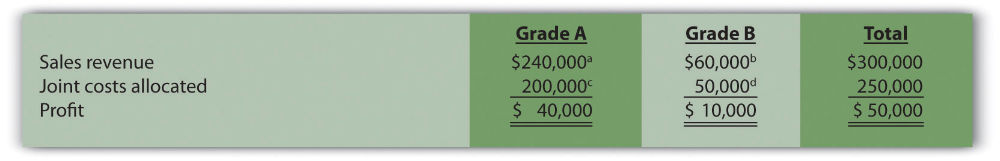 Grade A Grade B Total
Sales revenue $240,000ᵃ $60,000ᵇ $300,000
Joint costs allocated 200,000ᶜ 50,000ᵈ 250,000
Profit $ 40,000 $ 10,000 $ 50,000